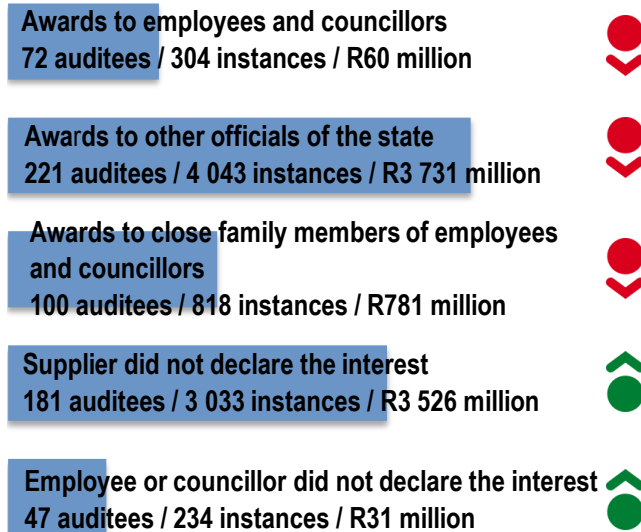 Awards to employees and councillors
72 auditees / 304 instances / R60 million
Awards to other officials of the state
221 auditees / 4 043 instances / R3 731 million
Awards to close family members of employees
and councillors
100 auditees / 818 instances / R781 million
Supplier did not declare the interest
181 auditees / 3 033 instances / R3 526 million
Employee or councillor did not declare the interest
47 auditees / 234 instances / R31 million